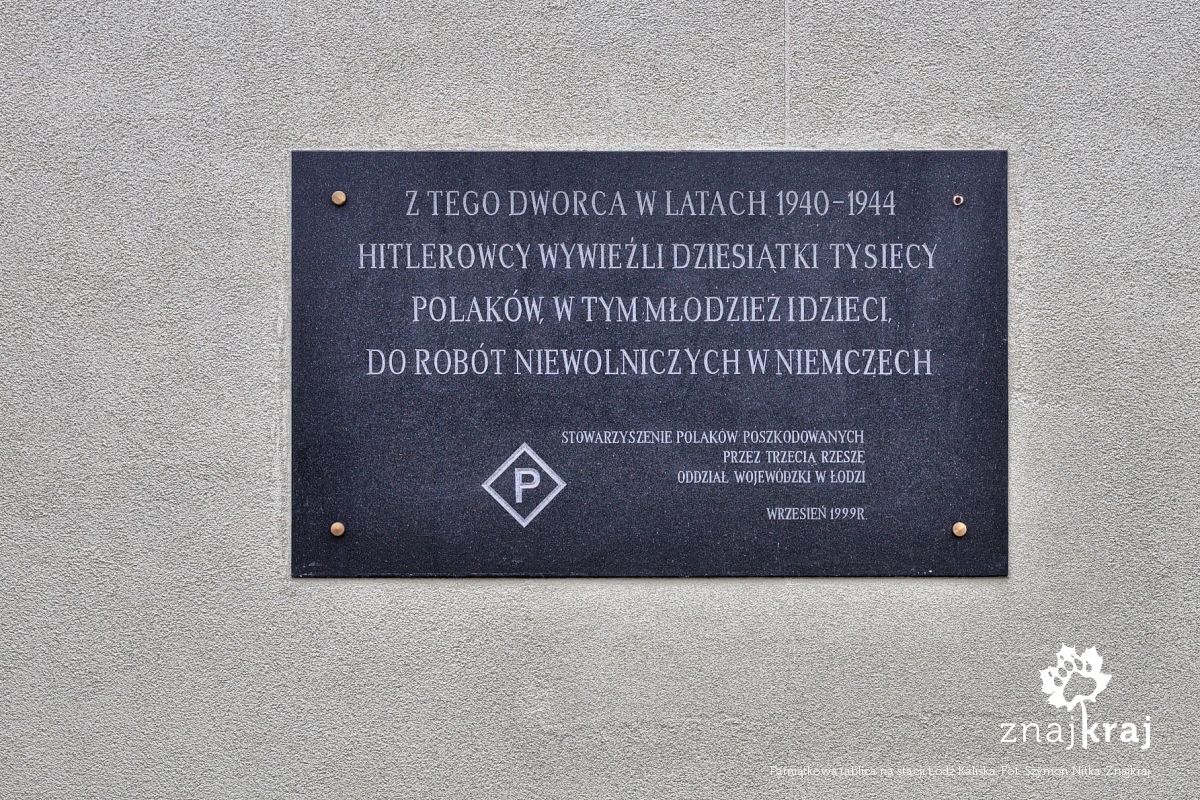 Z TEGO DWORCA W LATACH 1940-1944
HITLEROWCY WYWIEŹLI DZIESIĄTKI TYSIĘCY
POLAKÓW, W TYM MŁODZIEŻ I DZIECI,
DO ROBÓT NIEWOLNICZYCH W NIEMCZECH
STOWARZYSZENIE POLAKÓW POSZKODOWANYCH
PRZEZ TRZECIĄ RZESZĘ
ODDZIAŁ WOJEWÓDZKI W ŁODZI
P
WRZESIEŃ 1999R.
znajkraj
Pamiątkowa tablica na stacji Łódź Kaliska. Fot. Szymon Nitka, Znajkraj